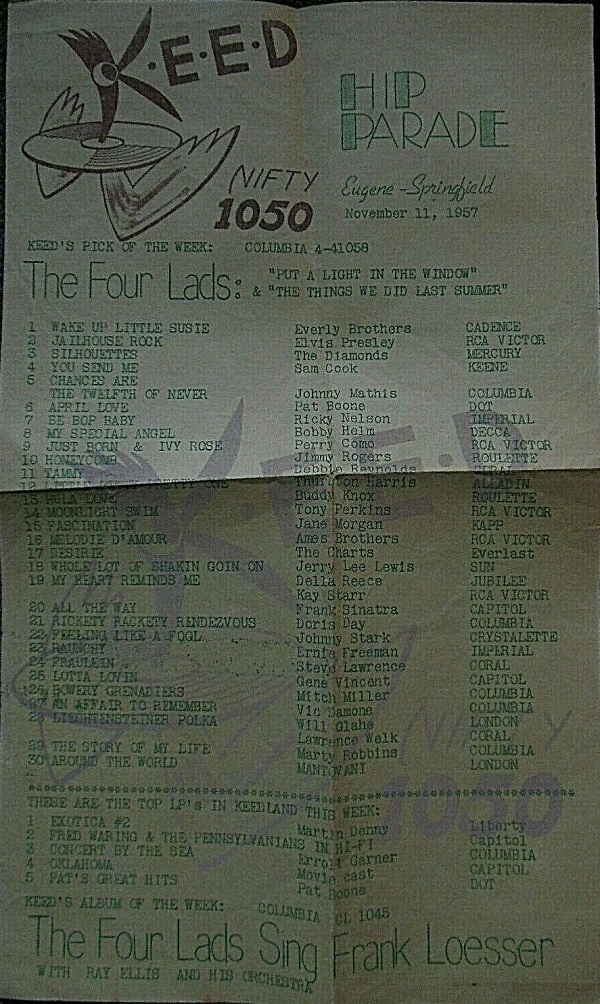 K·E·E·D
HIP
PARADE
NIFTY
1050
Eugene-Springfield
November 11, 1957
KEED'S PICK OF THE WEEK: COLUMBIA 4-41058
The Four Lads: "PUT A LIGHT IN THE WINDOW"
& "THE THINGS WE DID LAST SUMMER"
1 WAKE UP LITTLE SUSIE Everly Brothers CADENCE
2 JAILHOUSE ROCK Elvis Presley RCA VICTOR
3 SILHOUETTES The Diamonds MERCURY
4 YOU SEND ME Sam Cook KEENE
5 CHANCES ARE
THE TWELFTH OF NEVER Johnny Mathis COLUMBIA
6 APRIL LOVE Pat Boone DOT
7 BE BOP BABY Ricky Nelson IMPERIAL
8 MY SPECIAL ANGEL Bobby Helm DECCA
9 JUST BORN & IVY ROSE Perry Como RCA VICTOR
10 HONEYCOMB Jimmy Rogers ROULETTE
11 TAMMY Debbie Raynolds CORAL
12 PRETTY ONE Thurston Harris ALLADIN
13 HULA LOVE Buddy Knox ROULETTE
14 MOONLIGHT SWIM Tony Perkins RCA VICTOR
15 FASCINATION Jane Morgan KAPP
16 MELODIE D'AMOUR Ames Brothers RCA VICTOR
17 DESIRIE The Charts Everlast
18 WHOLE LOT OF SHAKIN GOIN ON Jerry Lee Lewis SUN
19 MY HEART REMINDS ME Della Reece JUBILEE
Kay Starr RCA VICTOR
20 ALL THE WAY Frank Sinatra CAPITOL
21 RICKETY RACKETY RENDEZVOUS Doris Day COLUMBIA
22 FEELING LIKE A FOOL Johnny Stark CRYSTALETTE
23 RAUNCHY Ernie Freeman IMPERIAL
24 FRAULEIN Steve Lawrence CORAL
25 LOTTA LOVIN Gene Vincent CAPITOL
26 BOWERY GRENADIERS Mitch Miller COLUMBIA
27 AN AFFAIR TO REMEMBER Vic Damone COLUMBIA
28 LIECHTENSTEINER POLKA Will Glahe LONDON
Lawrence Welk CORAL
29 THE STORY OF MY LIFE Marty Robbins COLUMBIA
30 AROUND THE WORLD MANTOVANI LONDON
THESE ARE THE TOP LP's IN KEEDLAND THIS WEEK:
1 EXOTICA #2 Martin Denny Liberty
2 FRED WARING & THE PENNSYLVANIANS IN HI-FI Capitol
3 CONCERT BY THE SEA Erroll Garner COLUMBIA
4 OKLAHOMA Movie cast CAPITOL
5 PAT'S GREAT HITS Pat Boone DOT
KEED'S ALBUM OF THE WEEK: COLUMBIA CL 1045
The Four Lads Sing Frank Loesser
WITH RAY ELLIS AND HIS ORCHESTRA